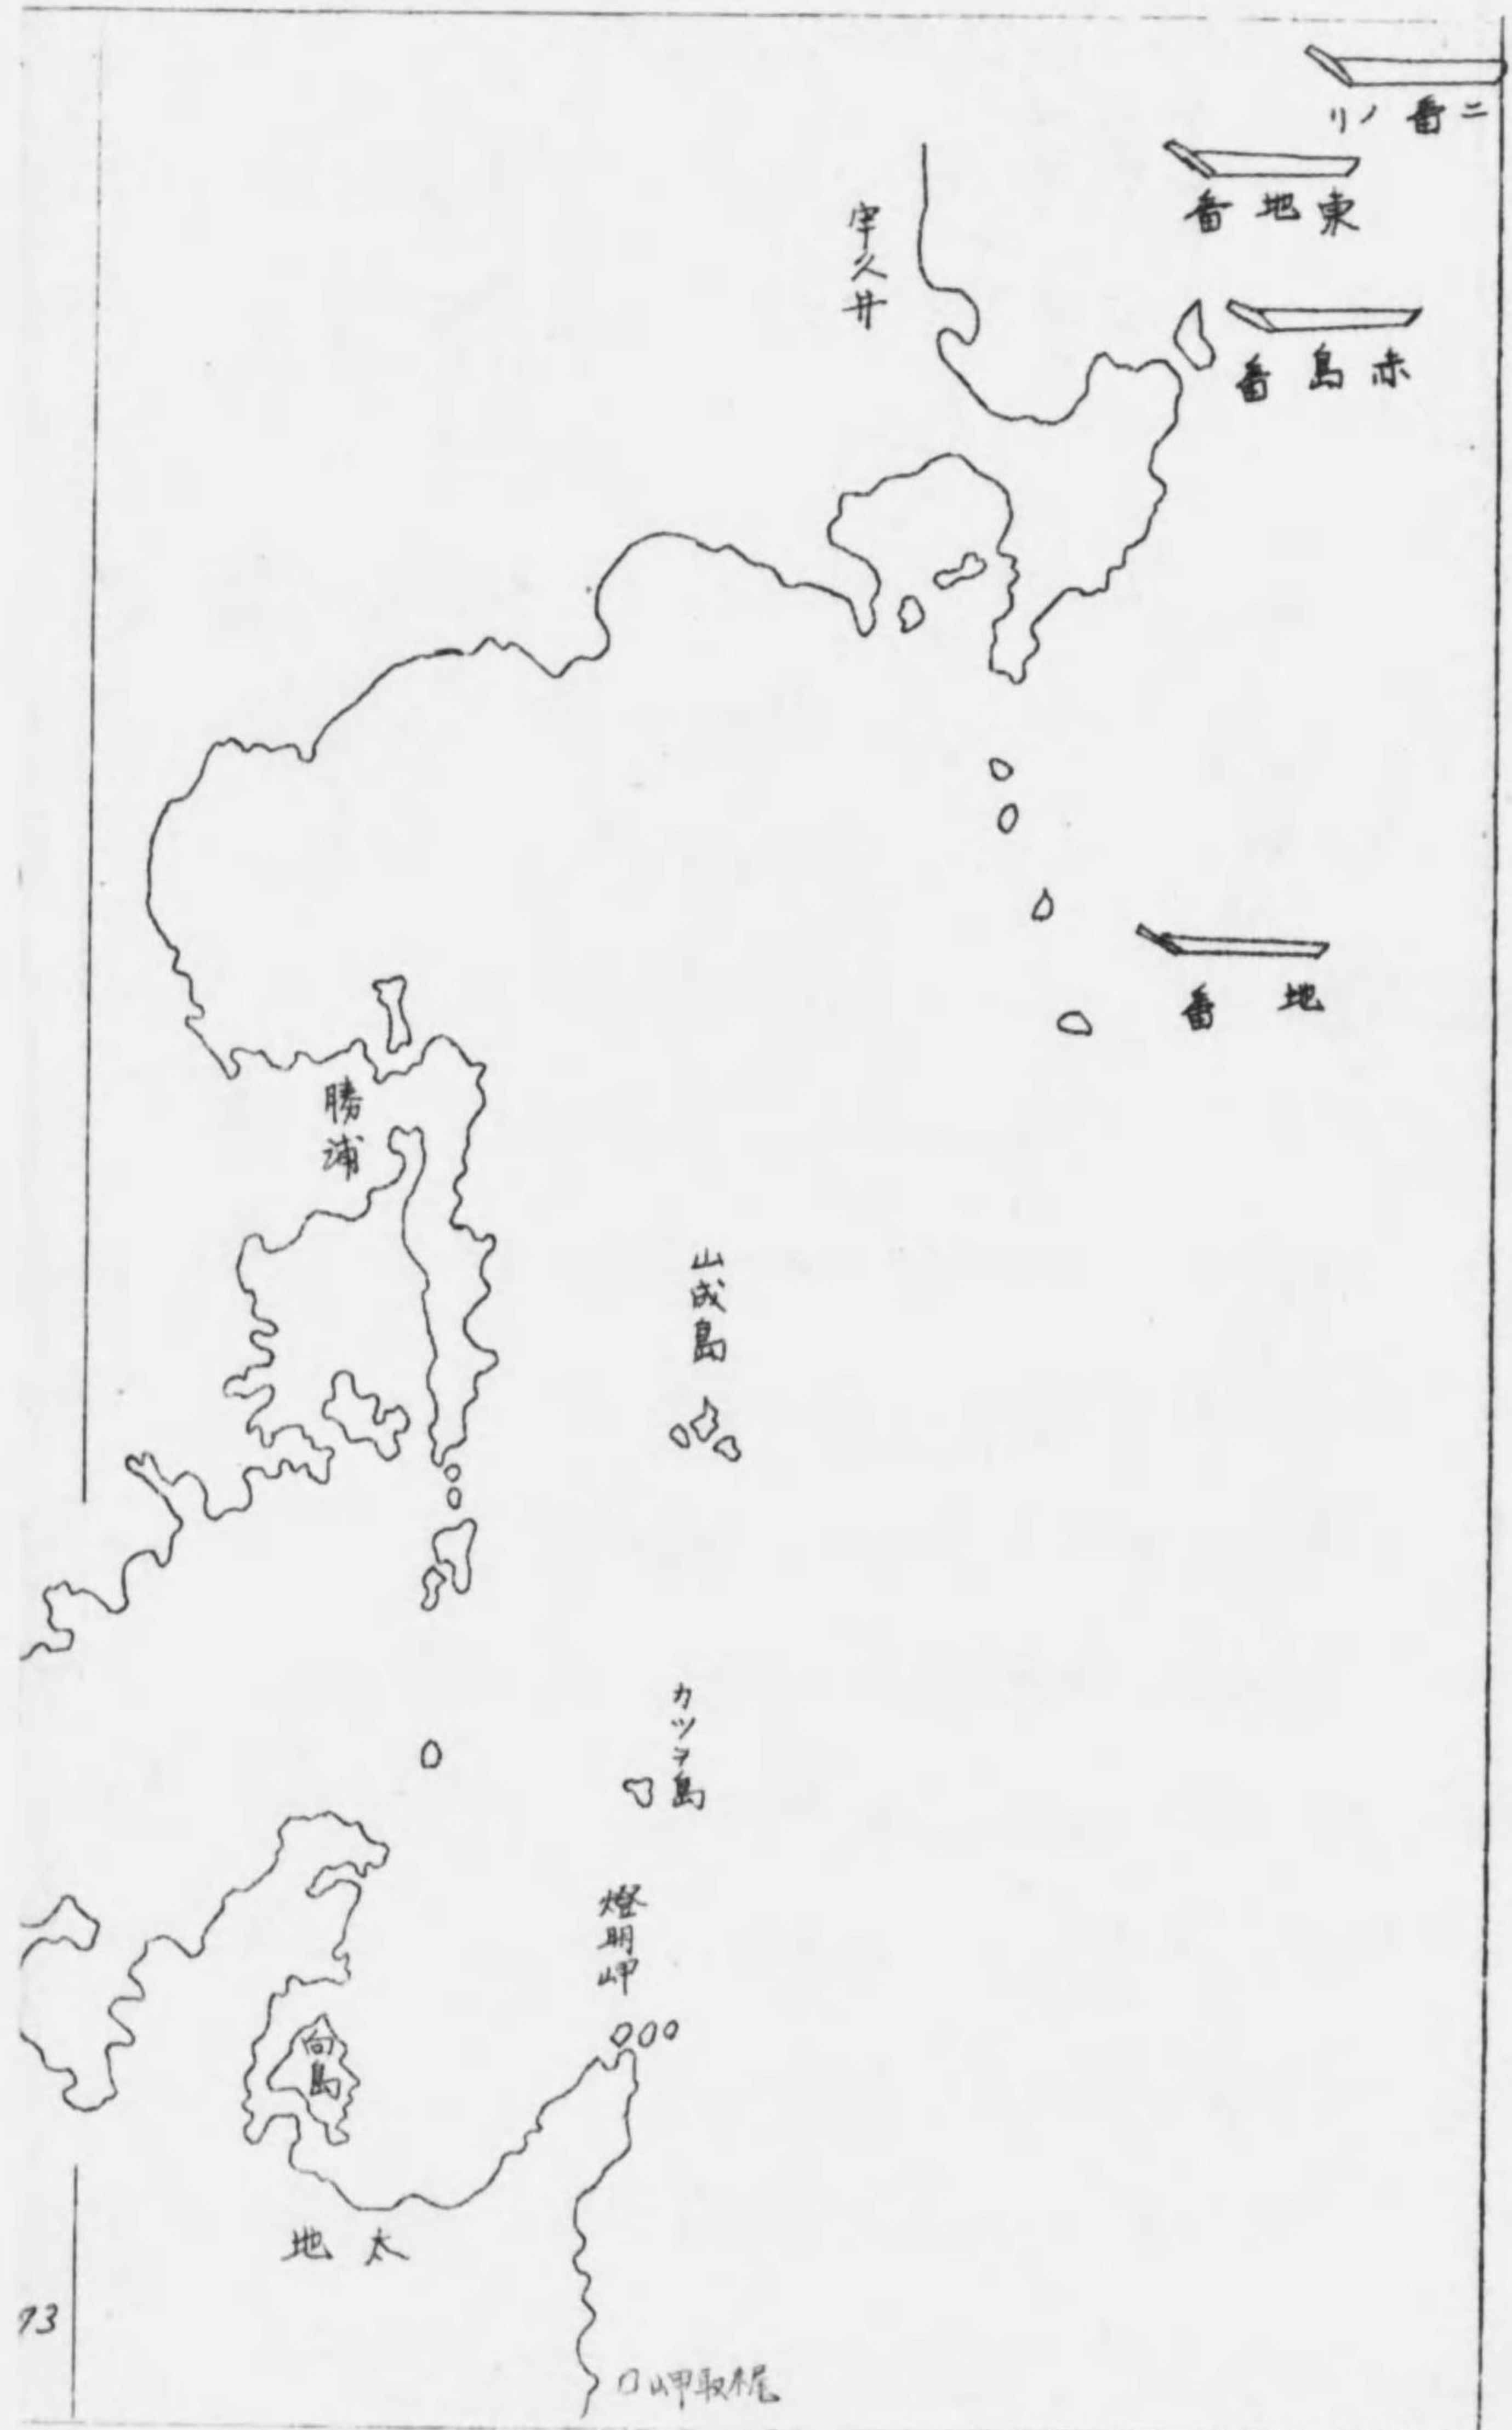 二番ノリ
東地番
赤島番
宇久井
地番
勝浦
山成島
カツヲ島
燈明岬
向島
太地
梶取岬
93